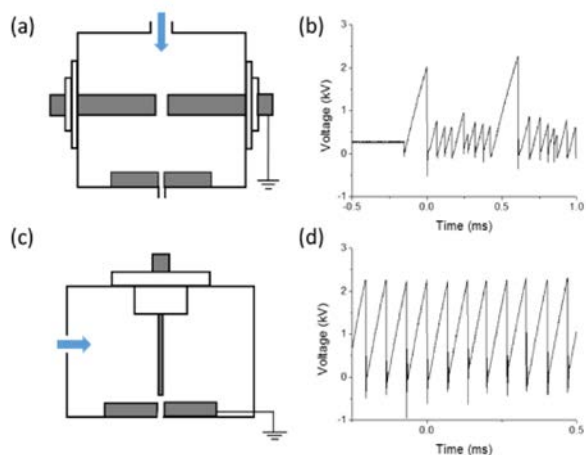 (a)
(b)
3
2
1
0
-1
Voltage (kV)
-0.5
0.0
0.5
1.0
Time (ms)
(c)
(d)
3
2
1
0
-1
Voltage (kV)
0.0
0.5
Time (ms)